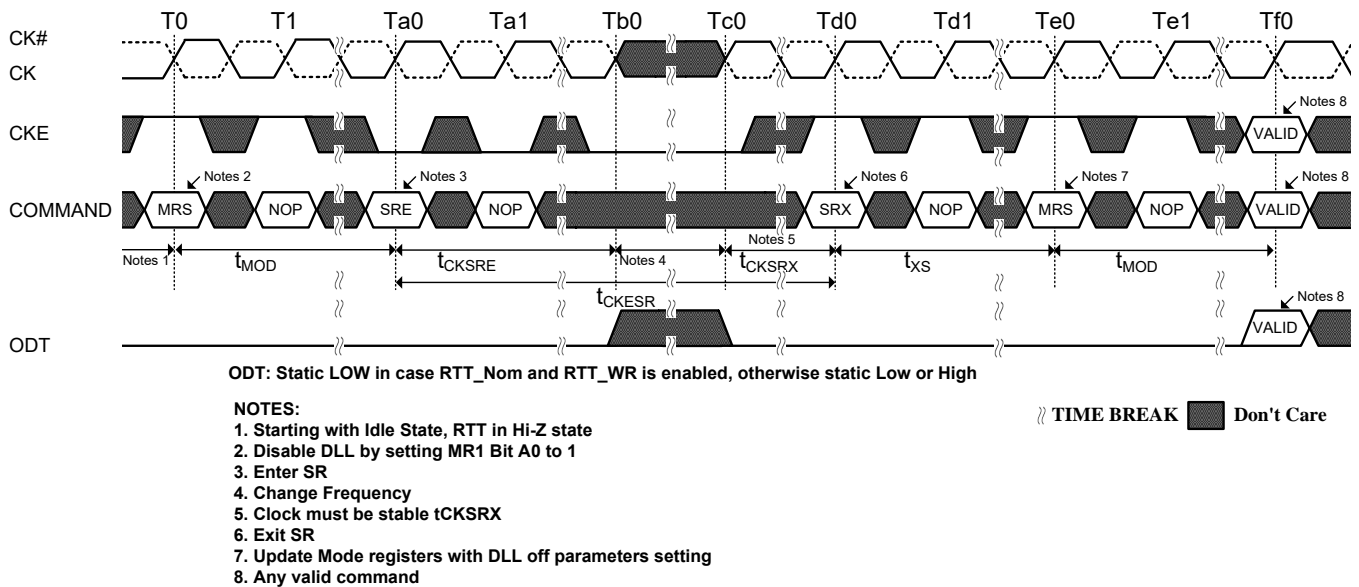 T0 T1 Ta0 Ta1 Tb0 Tc0 Td0 Td1 Te0 Te1 Tf0
CK#
CK
Notes 8
CKE
VALID
Notes 2 Notes 3 Notes 6 Notes 7 Notes 8
COMMAND MRS NOP SRE NOP SRX NOP MRS NOP VALID
Notes 1 tMOD tCKSRE Notes 4 Notes 5 tCKSRX tXS tMOD
tCKESR
Notes 8
ODT VALID
ODT: Static LOW in case RTT_Nom and RTT_WR is enabled, otherwise static Low or High
NOTES:
1. Starting with Idle State, RTT in Hi-Z state
2. Disable DLL by setting MR1 Bit A0 to 1
3. Enter SR
4. Change Frequency
5. Clock must be stable tCKSRX
6. Exit SR
7. Update Mode registers with DLL off parameters setting
8. Any valid command
TIME BREAK Don't Care